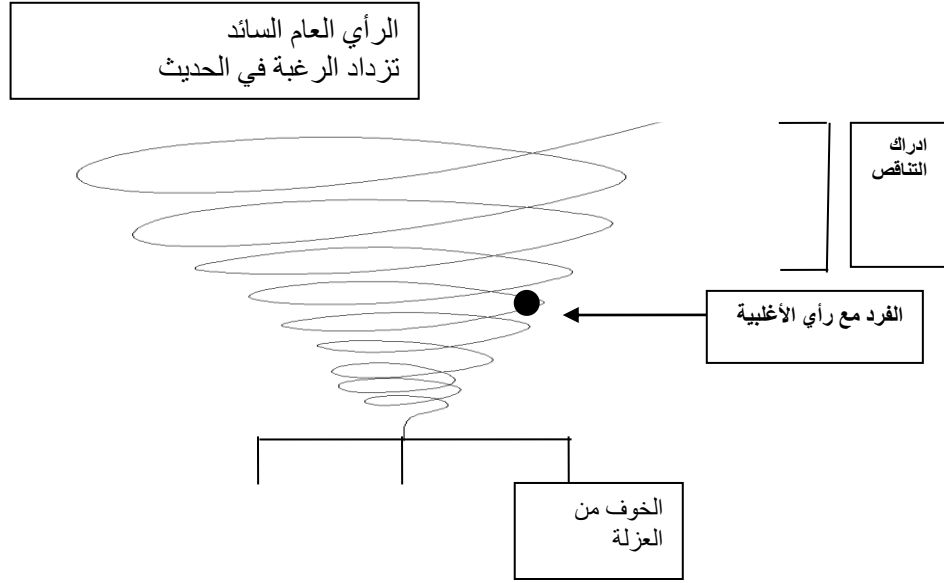 الرأي العام السائد
تزداد الرغبة في الحديث
ادراك
التناقص
الفرد مع رأي الأغلبية
الخوف من
العزلة